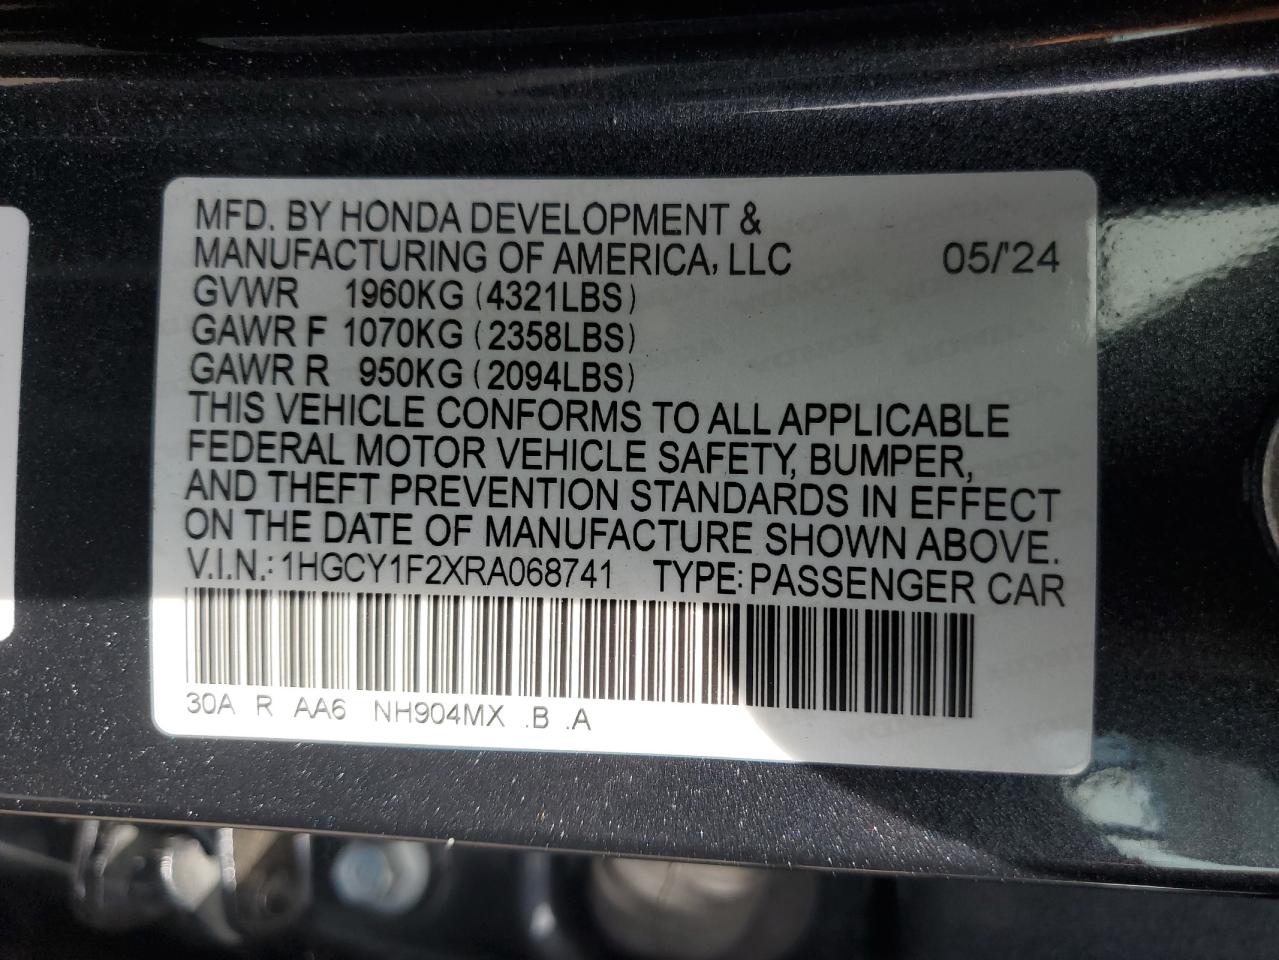 MFD. BY HONDA DEVELOPMENT &
MANUFACTURING OF AMERICA, LLC 05/'24
GVWR 1960KG (4321LBS)
GAWR F 1070KG (2358LBS)
GAWR R 950KG (2094LBS)
THIS VEHICLE CONFORMS TO ALL APPLICABLE
FEDERAL MOTOR VEHICLE SAFETY, BUMPER,
AND THEFT PREVENTION STANDARDS IN EFFECT
ON THE DATE OF MANUFACTURE SHOWN ABOVE.
V.I.N.: 1HGCY1F2XRA068741 TYPE: PASSENGER CAR
30A R AA6 NH904MX .B .A